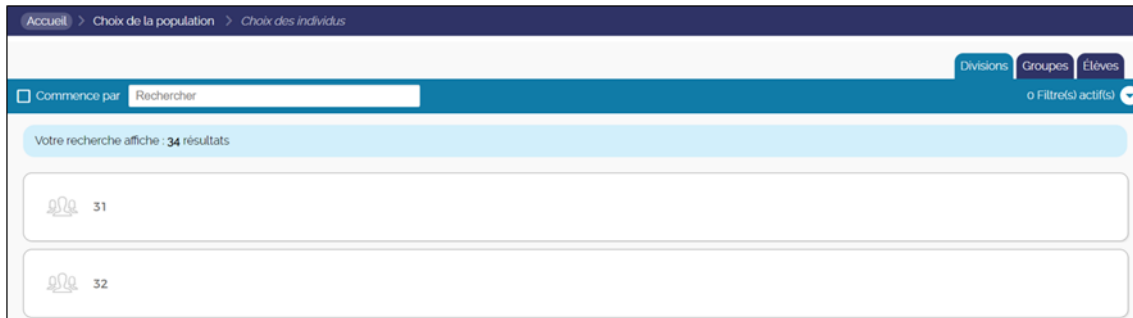 Accueil > Choix de la population > Choix des individus
Divisions Groupes Élèves
Commence par Rechercher 0 Filtre(s) actif(s)
Votre recherche affiche : 34 résultats
31
32